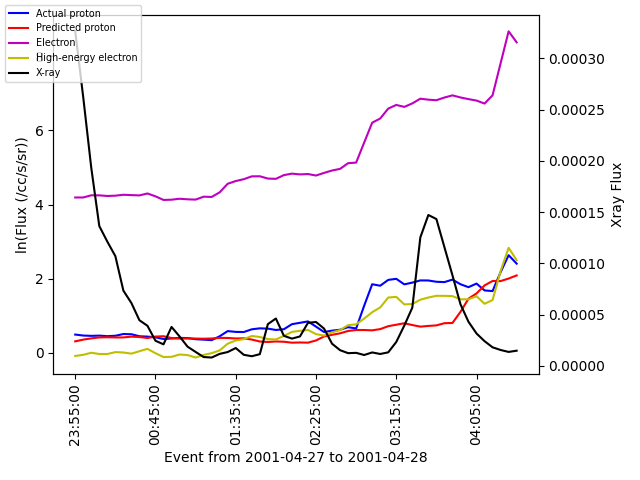 Actual proton
Predicted proton
Electron
High-energy electron
X-ray
ln(Flux (/cc/s/sr))
6
4
2
0
0.00030
0.00025
0.00020
0.00015
0.00010
0.00005
0.00000
Xray Flux
23:55:00
00:45:00
01:35:00
02:25:00
03:15:00
04:05:00
Event from 2001-04-27 to 2001-04-28